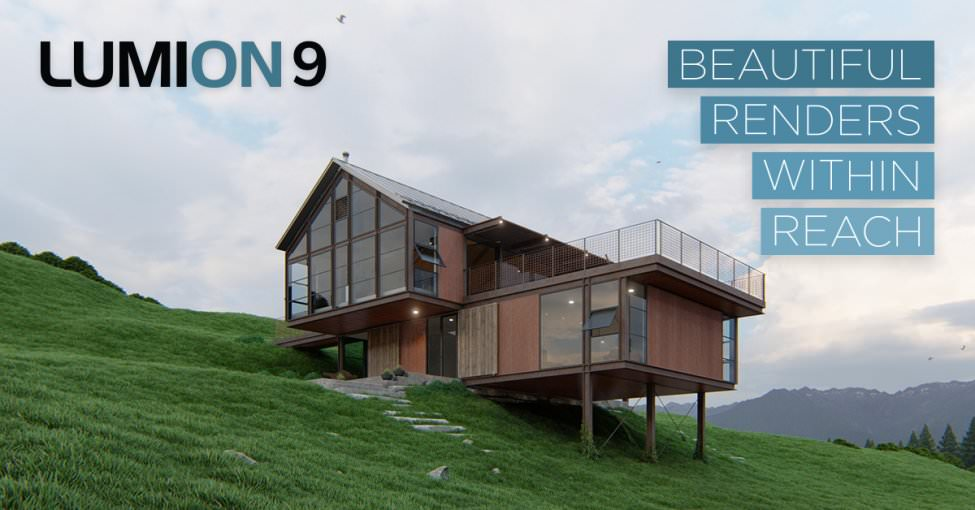 LUMION 9
BEAUTIFUL
RENDERS
WITHIN
REACH